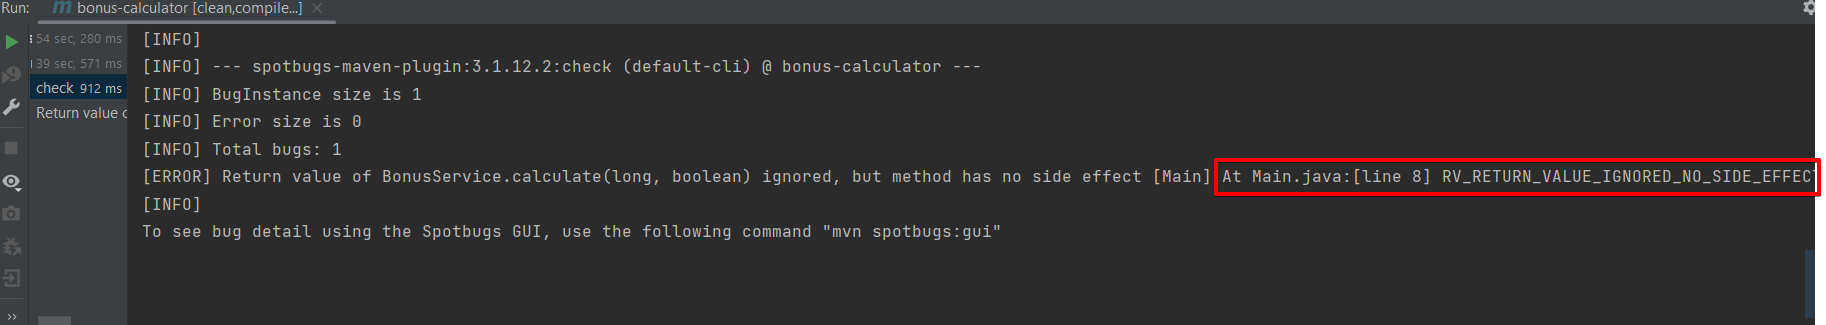 Run: m bonus-calculator [clean,compile...] ×
54 sec, 280 ms
39 sec, 571 ms
check 912 ms
Return value
[INFO]
[INFO] --- spotbugs-maven-plugin:3.1.12.2:check (default-cli) @ bonus-calculator ---
[INFO] BugInstance size is 1
[INFO] Error size is 0
[INFO] Total bugs: 1
[ERROR] Return value of BonusService.calculate(long, boolean) ignored, but method has no side effect [Main] At Main.java:[line 8] RV_RETURN_VALUE_IGNORED_NO_SIDE_EFFECT
[INFO]
To see bug detail using the Spotbugs GUI, use the following command "mvn spotbugs:gui"